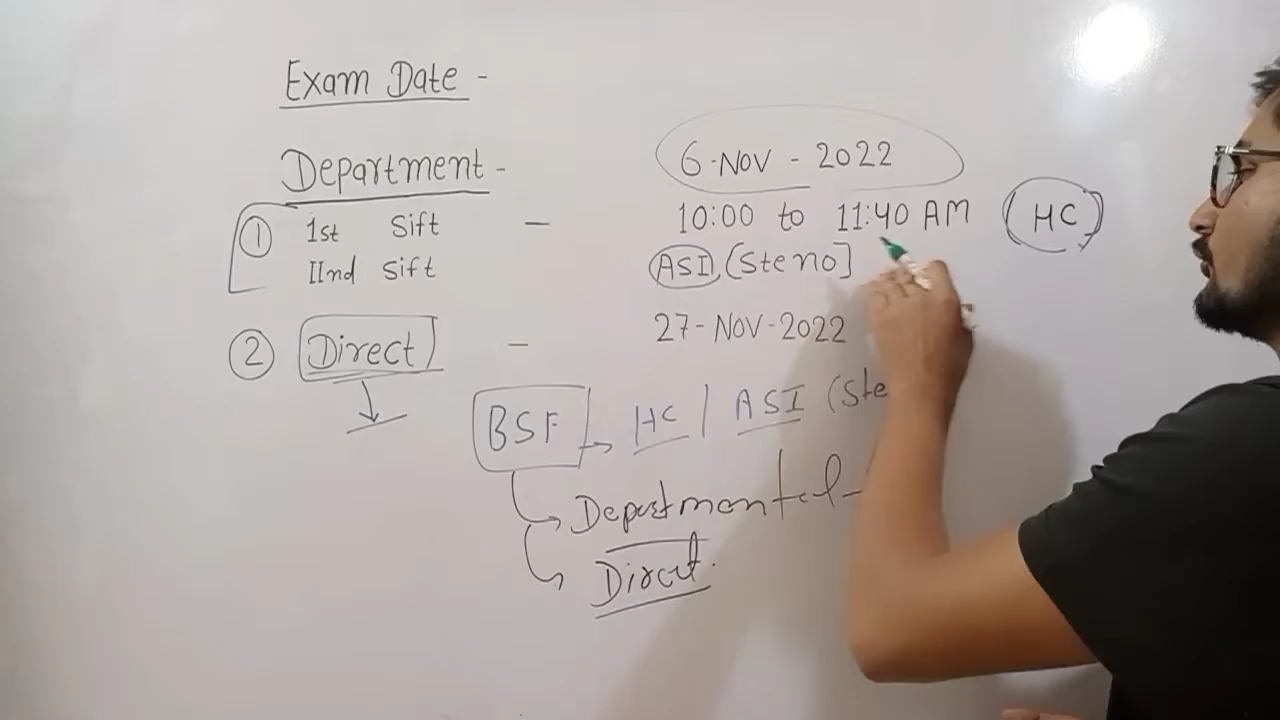 Exam Date -
Department - 6-NOV-2022
① 1st Sift - 10:00 to 11:40 AM (HC)
IInd Sift ASI (Steno]
② Direct - 27-NOV-2022
BSF → HC | ASI (Ste
Departmental -
Direct.